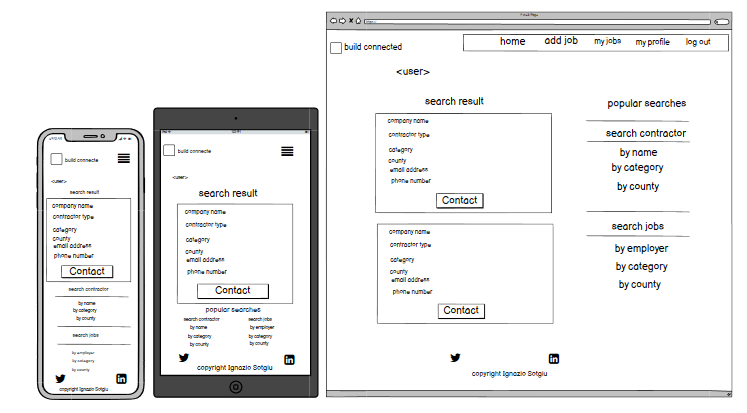 build connecte
<user>
search result
company name
contractor type
category
county
email address
phone number
Contact
search contractor
by name
by category
by county
search jobs
by employer
by category
by county
copyright Ignazio Sotgiu
build connecte
<user>
search result
company name
contractor type
category
county
email address
phone number
Contact
popular searches
search contractor search jobs
by name by employer
by category by category
by county by county
copyright Ignazio Sotgiu
build connected
home add job my jobs my profile log out
<user>
search result
company name
contractor type
category
county
email address
phone number
Contact
company name
contractor type
category
county
email address
phone number
Contact
popular searches
search contractor
by name
by category
by county
search jobs
by employer
by category
by county
copyright Ignazio Sotgiu